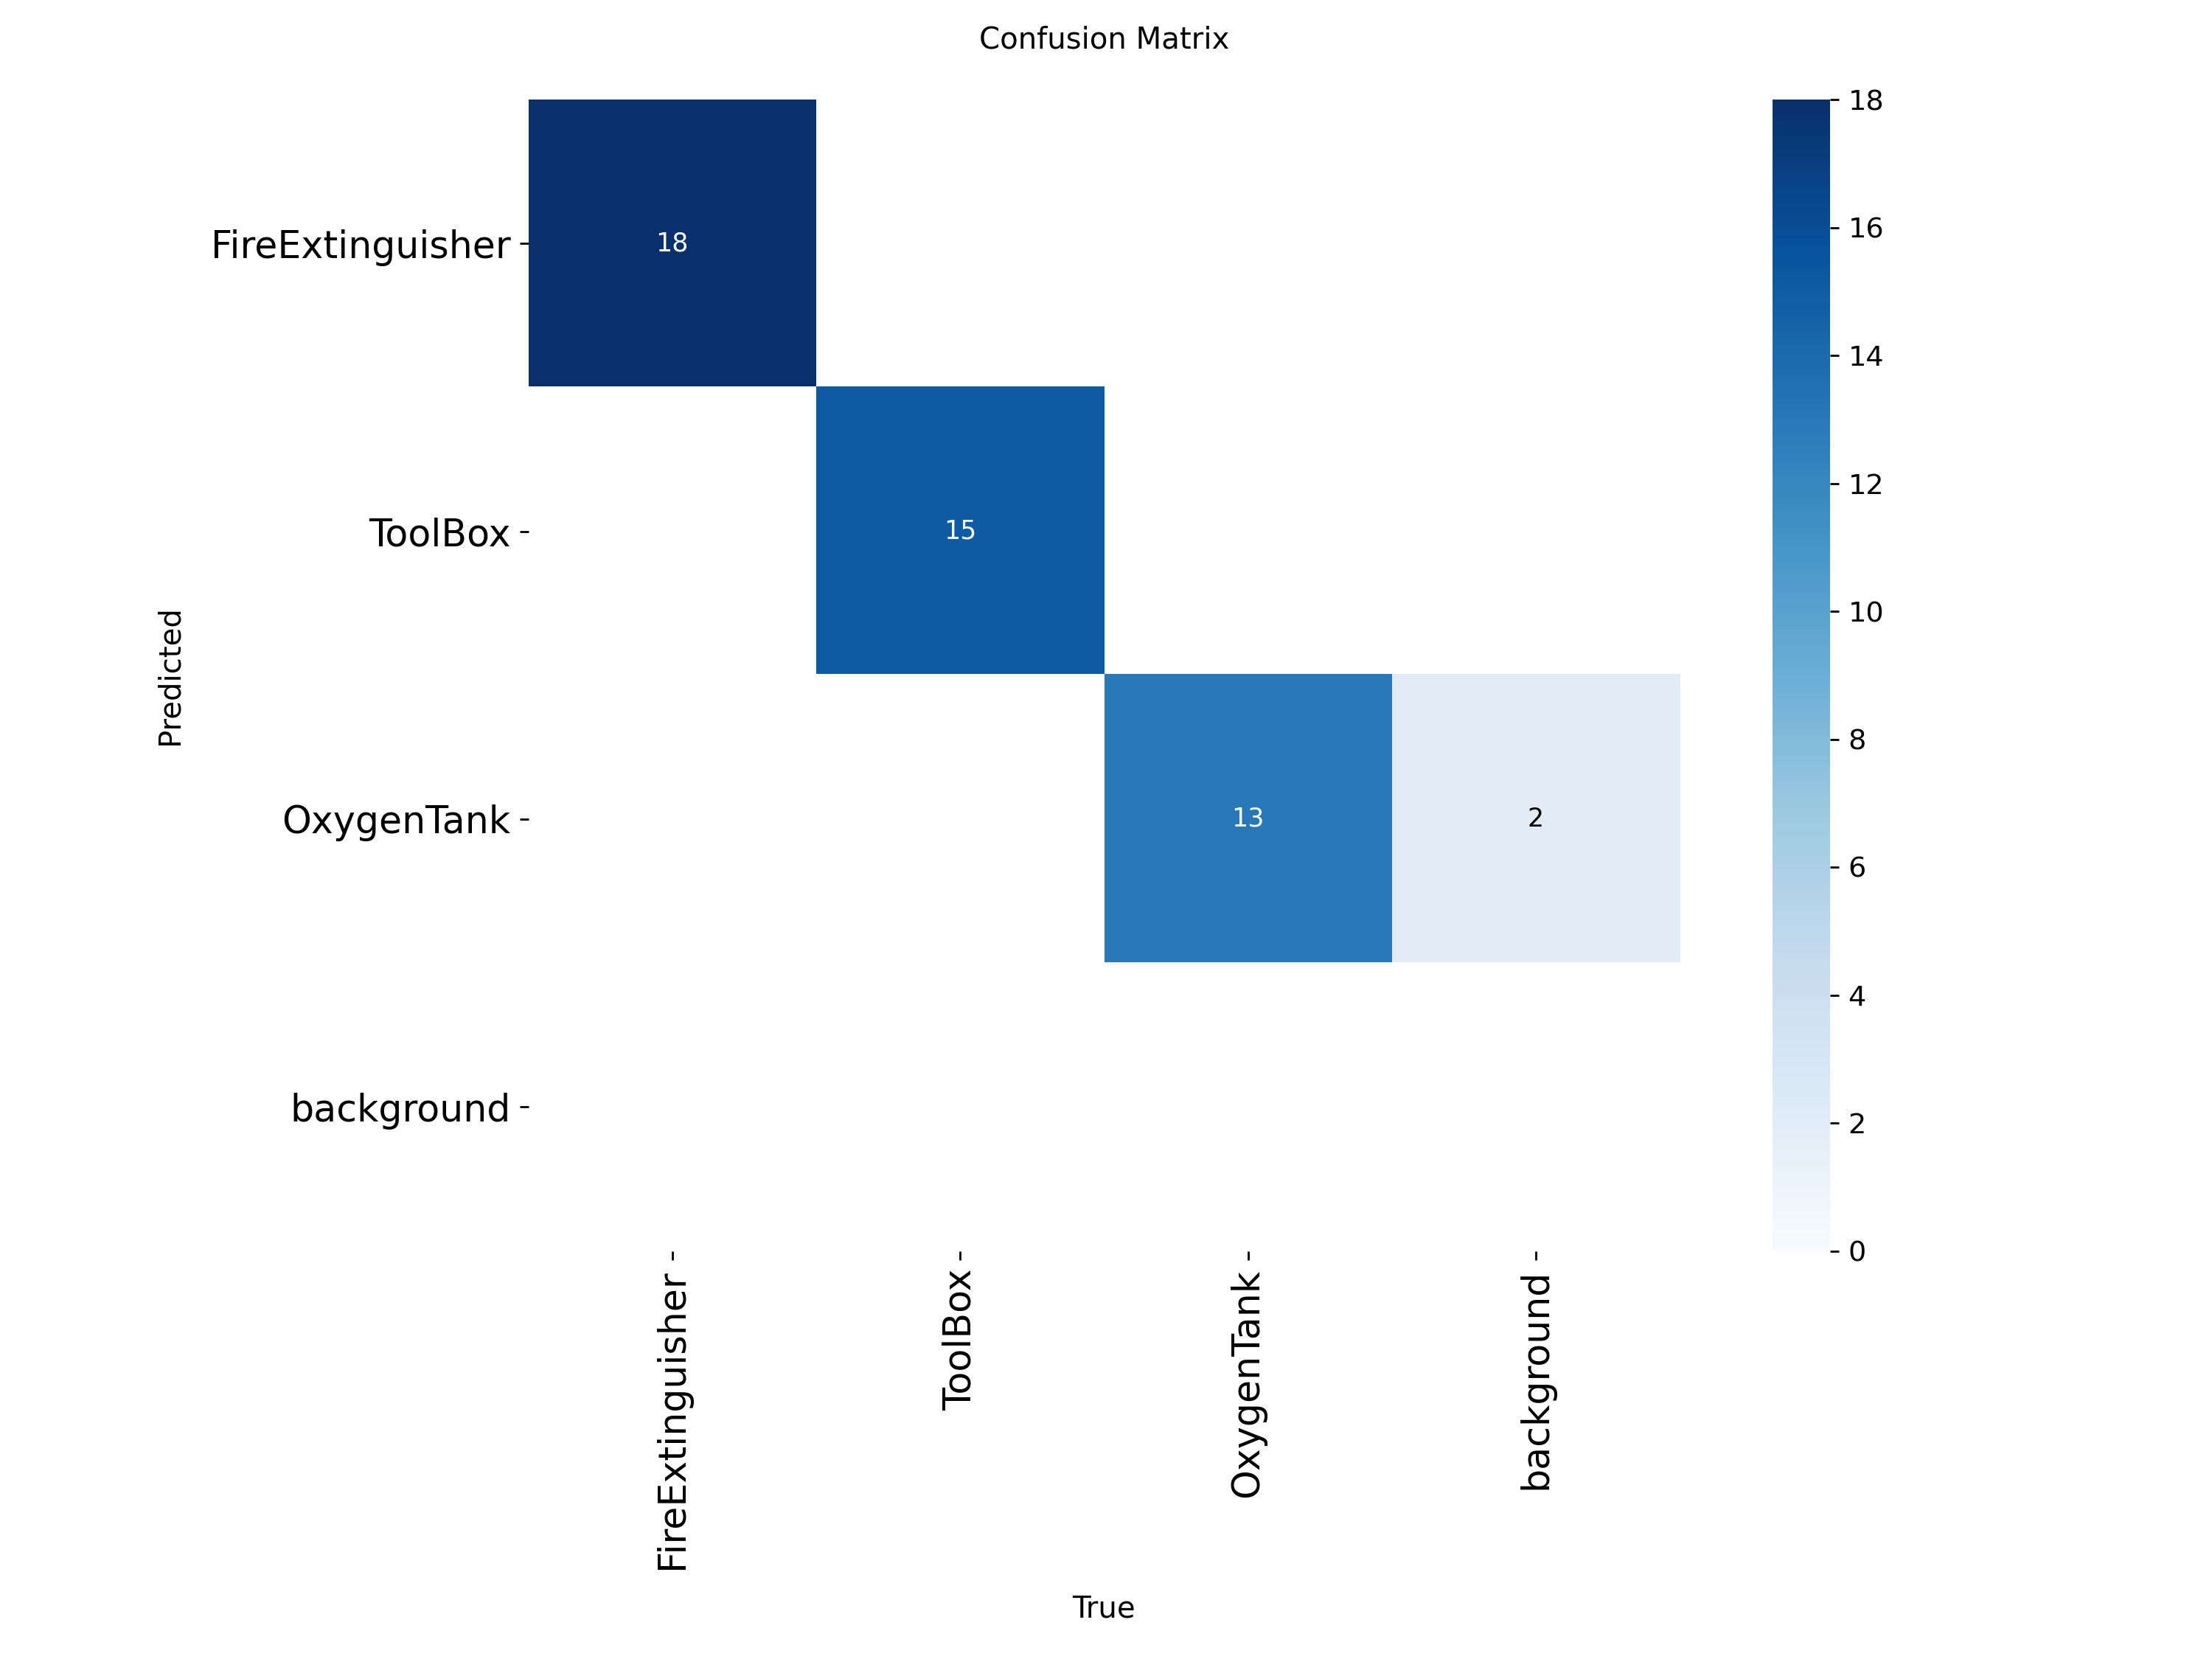 Confusion Matrix
FireExtinguisher
ToolBox
OxygenTank
background
Predicted
18
15
13 2
FireExtinguisher
ToolBox
OxygenTank
background
True
18
16
14
12
10
8
6
4
2
0